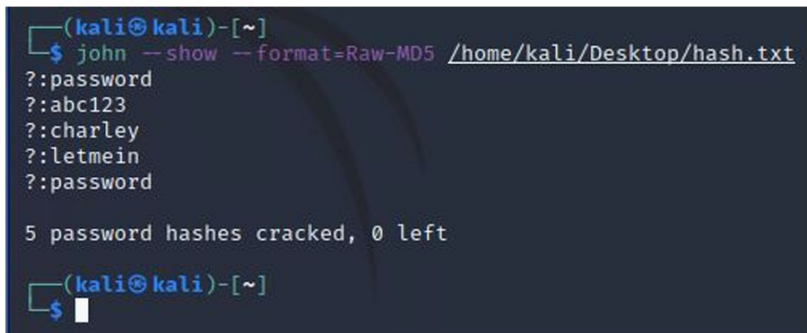 ┌──(kali㉿kali)-[~]
└─$ john --show --format=Raw-MD5 /home/kali/Desktop/hash.txt
?:password
?:abc123
?:charley
?:letmein
?:password
5 password hashes cracked, 0 left
┌──(kali㉿kali)-[~]
└─$